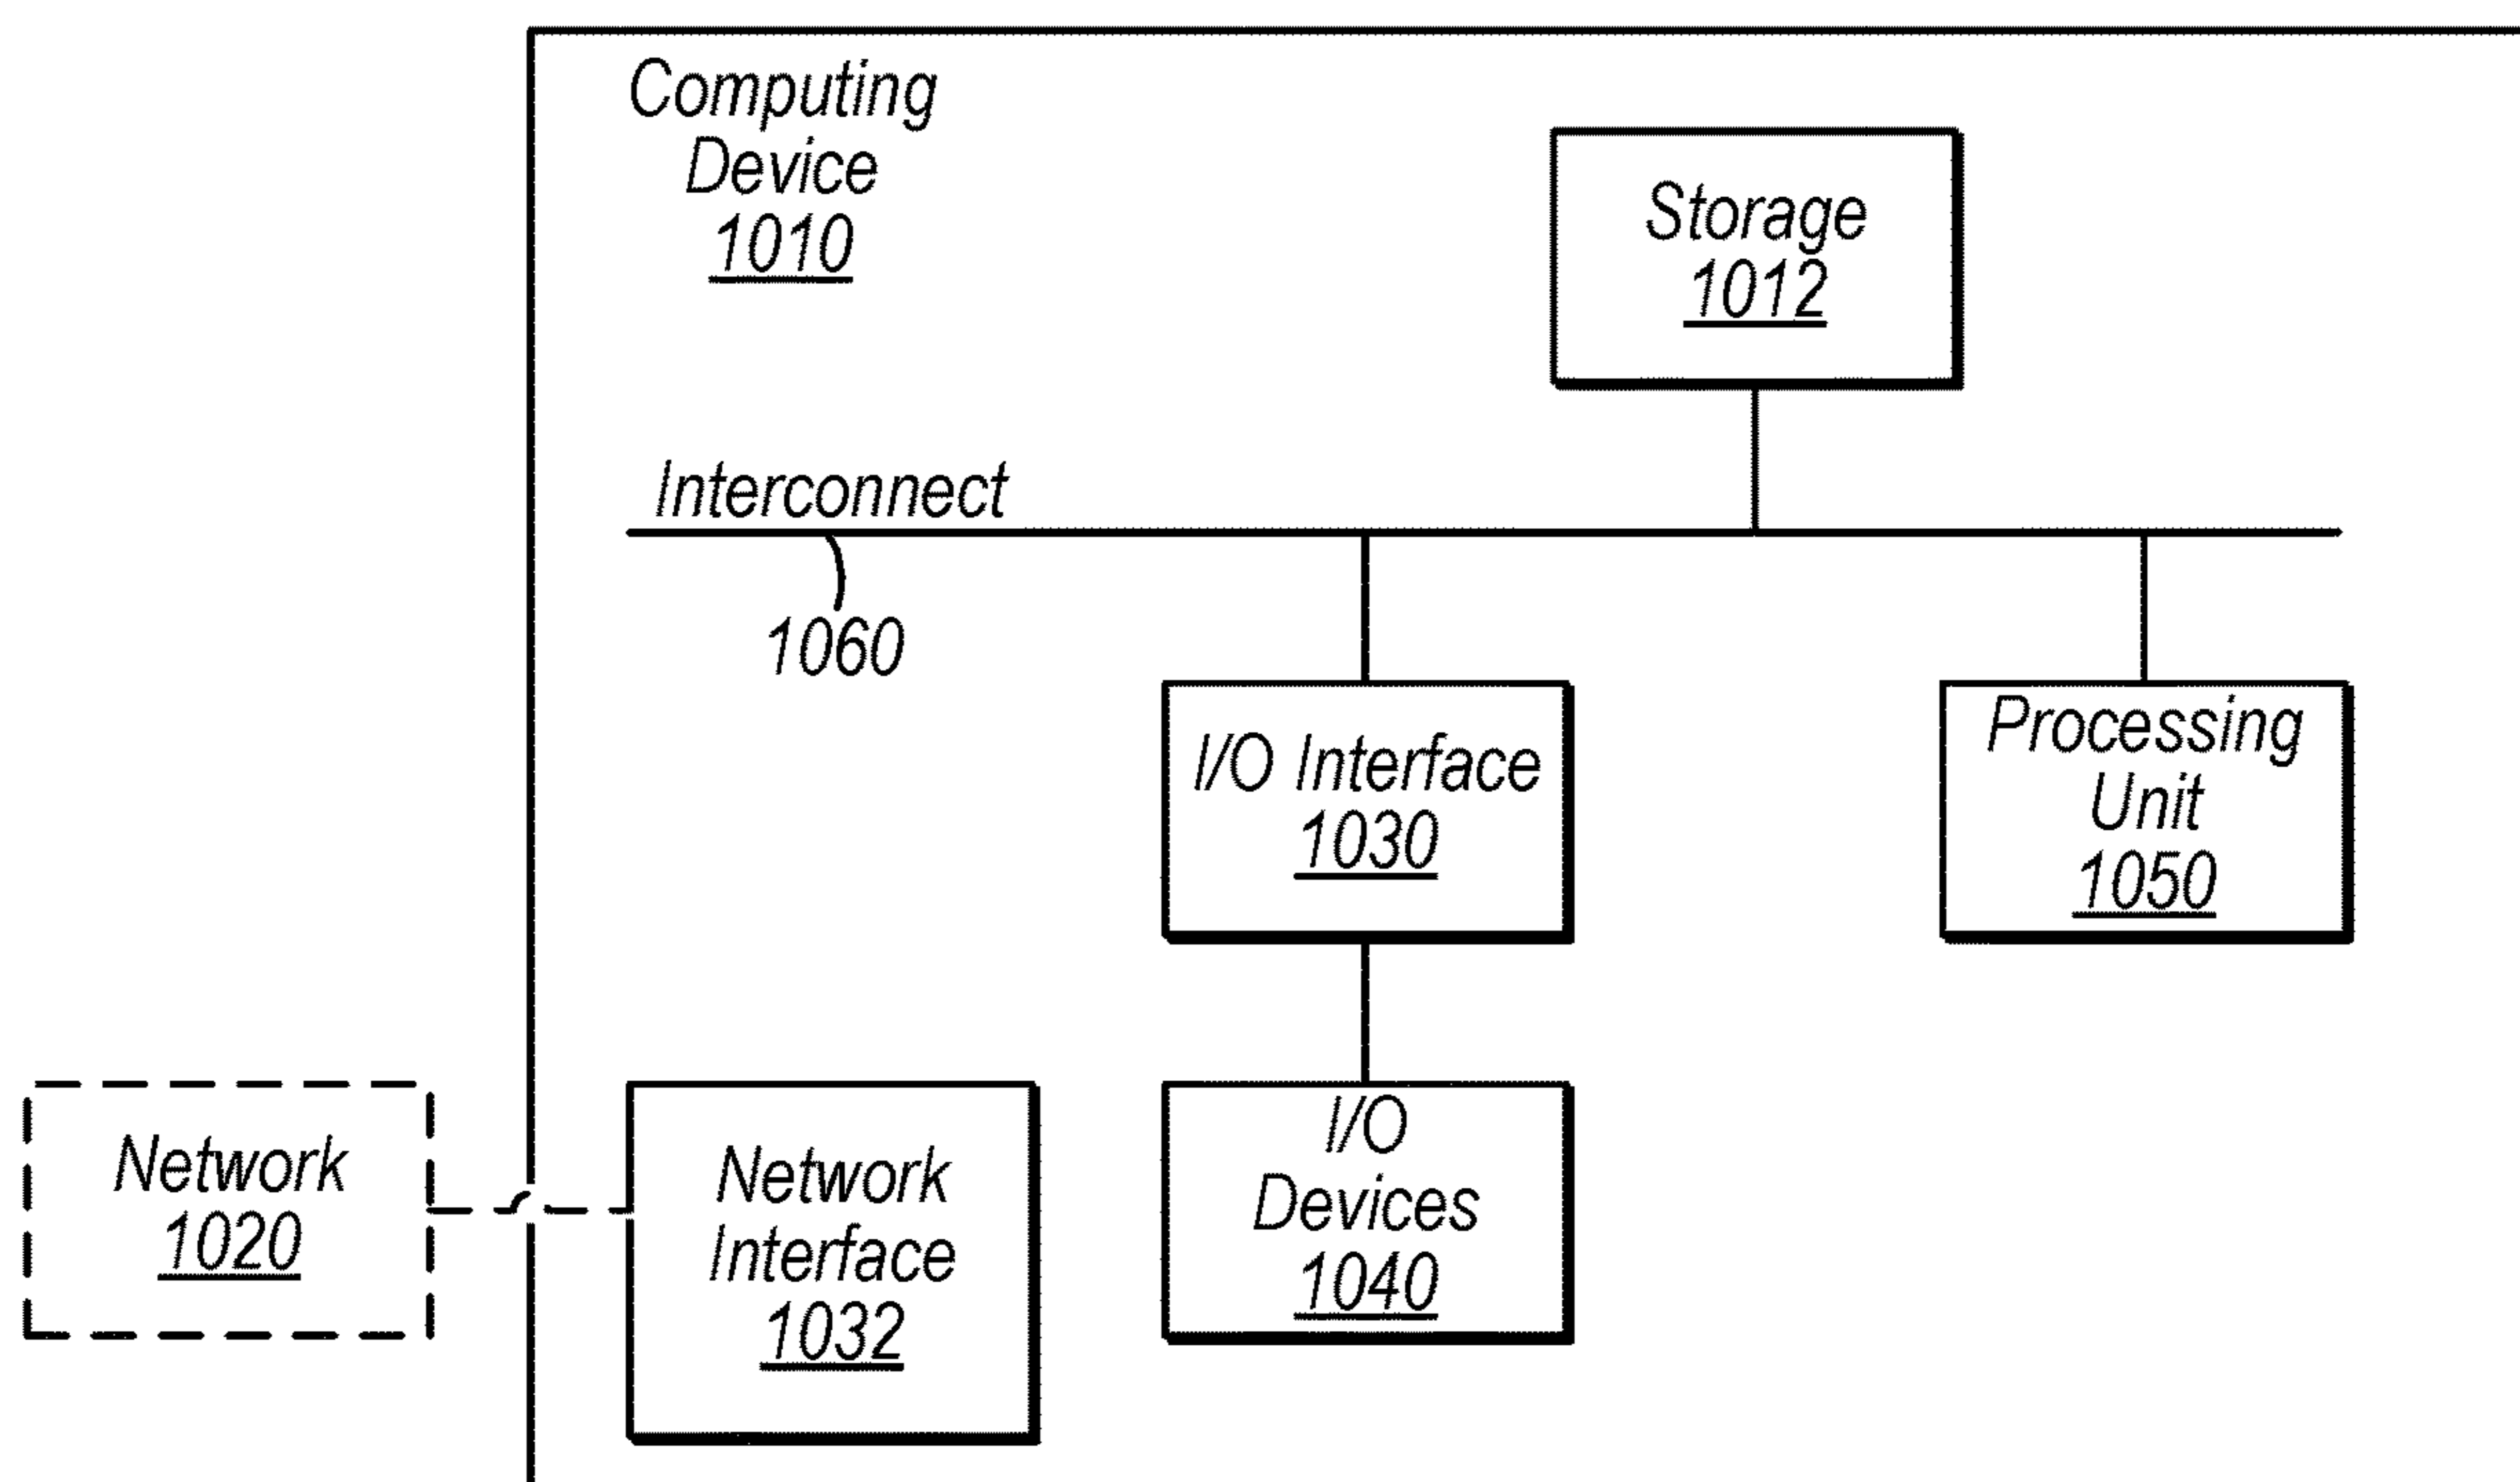 Computing
Device
1010
Storage
1012
Interconnect
1060
I/O Interface
1030
Processing
Unit
1050
Network
1020
Network
Interface
1032
I/O
Devices
1040